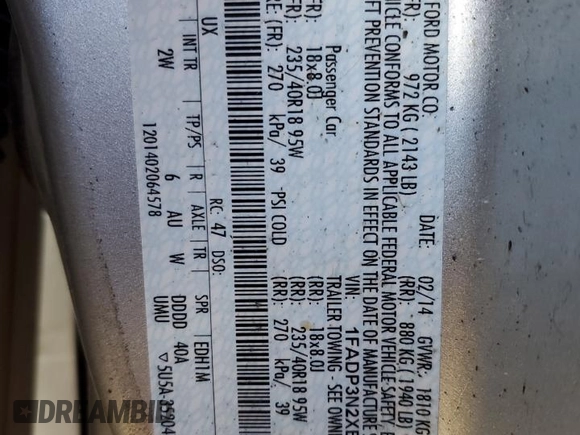 FORD MOTOR CO. DATE: 02/14 GVWR: 1810 KG
972 KG ( 2143 LB) (RR): 880 KG ( 1940 LB)
VEHICLE CONFORMS TO ALL APPLICABLE FEDERAL MOTOR VEHICLE SAFETY
PREVENTION STANDARDS IN EFFECT ON THE DATE OF MANUFACTURE
VIN: 1FADP3N2XE
Passenger Car TRAILER TOWING - SEE OWN
18x8.0J (RR): 18x8.0J
235/40R18 95W (RR): 235/40R18 95W
(FR): 270 kPa/ 39 PSI COLD (RR): 270 kPa/ 39
UX RC: 47 DSO:
INT TR TP/PS R AXLE TR SPR EDH1M
2W 6 AU W DDDD 40A
UMU ▽ 5U5A
1201402064578
DREAMBID